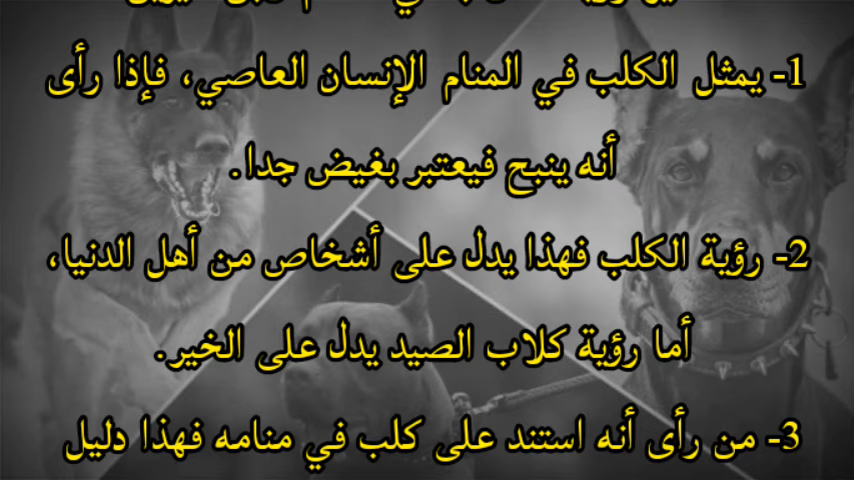 1- يمثل الكلب في المنام الإنسان العاصي، فإذا رأى
أنه ينبح فيعتبر بغيض جدا.
2- رؤية الكلب فهذا يدل على أشخاص من أهل الدنيا،
أما رؤية كلاب الصيد يدل على الخير.
3- من رأى أنه استند على كلب في منامه فهذا دليل